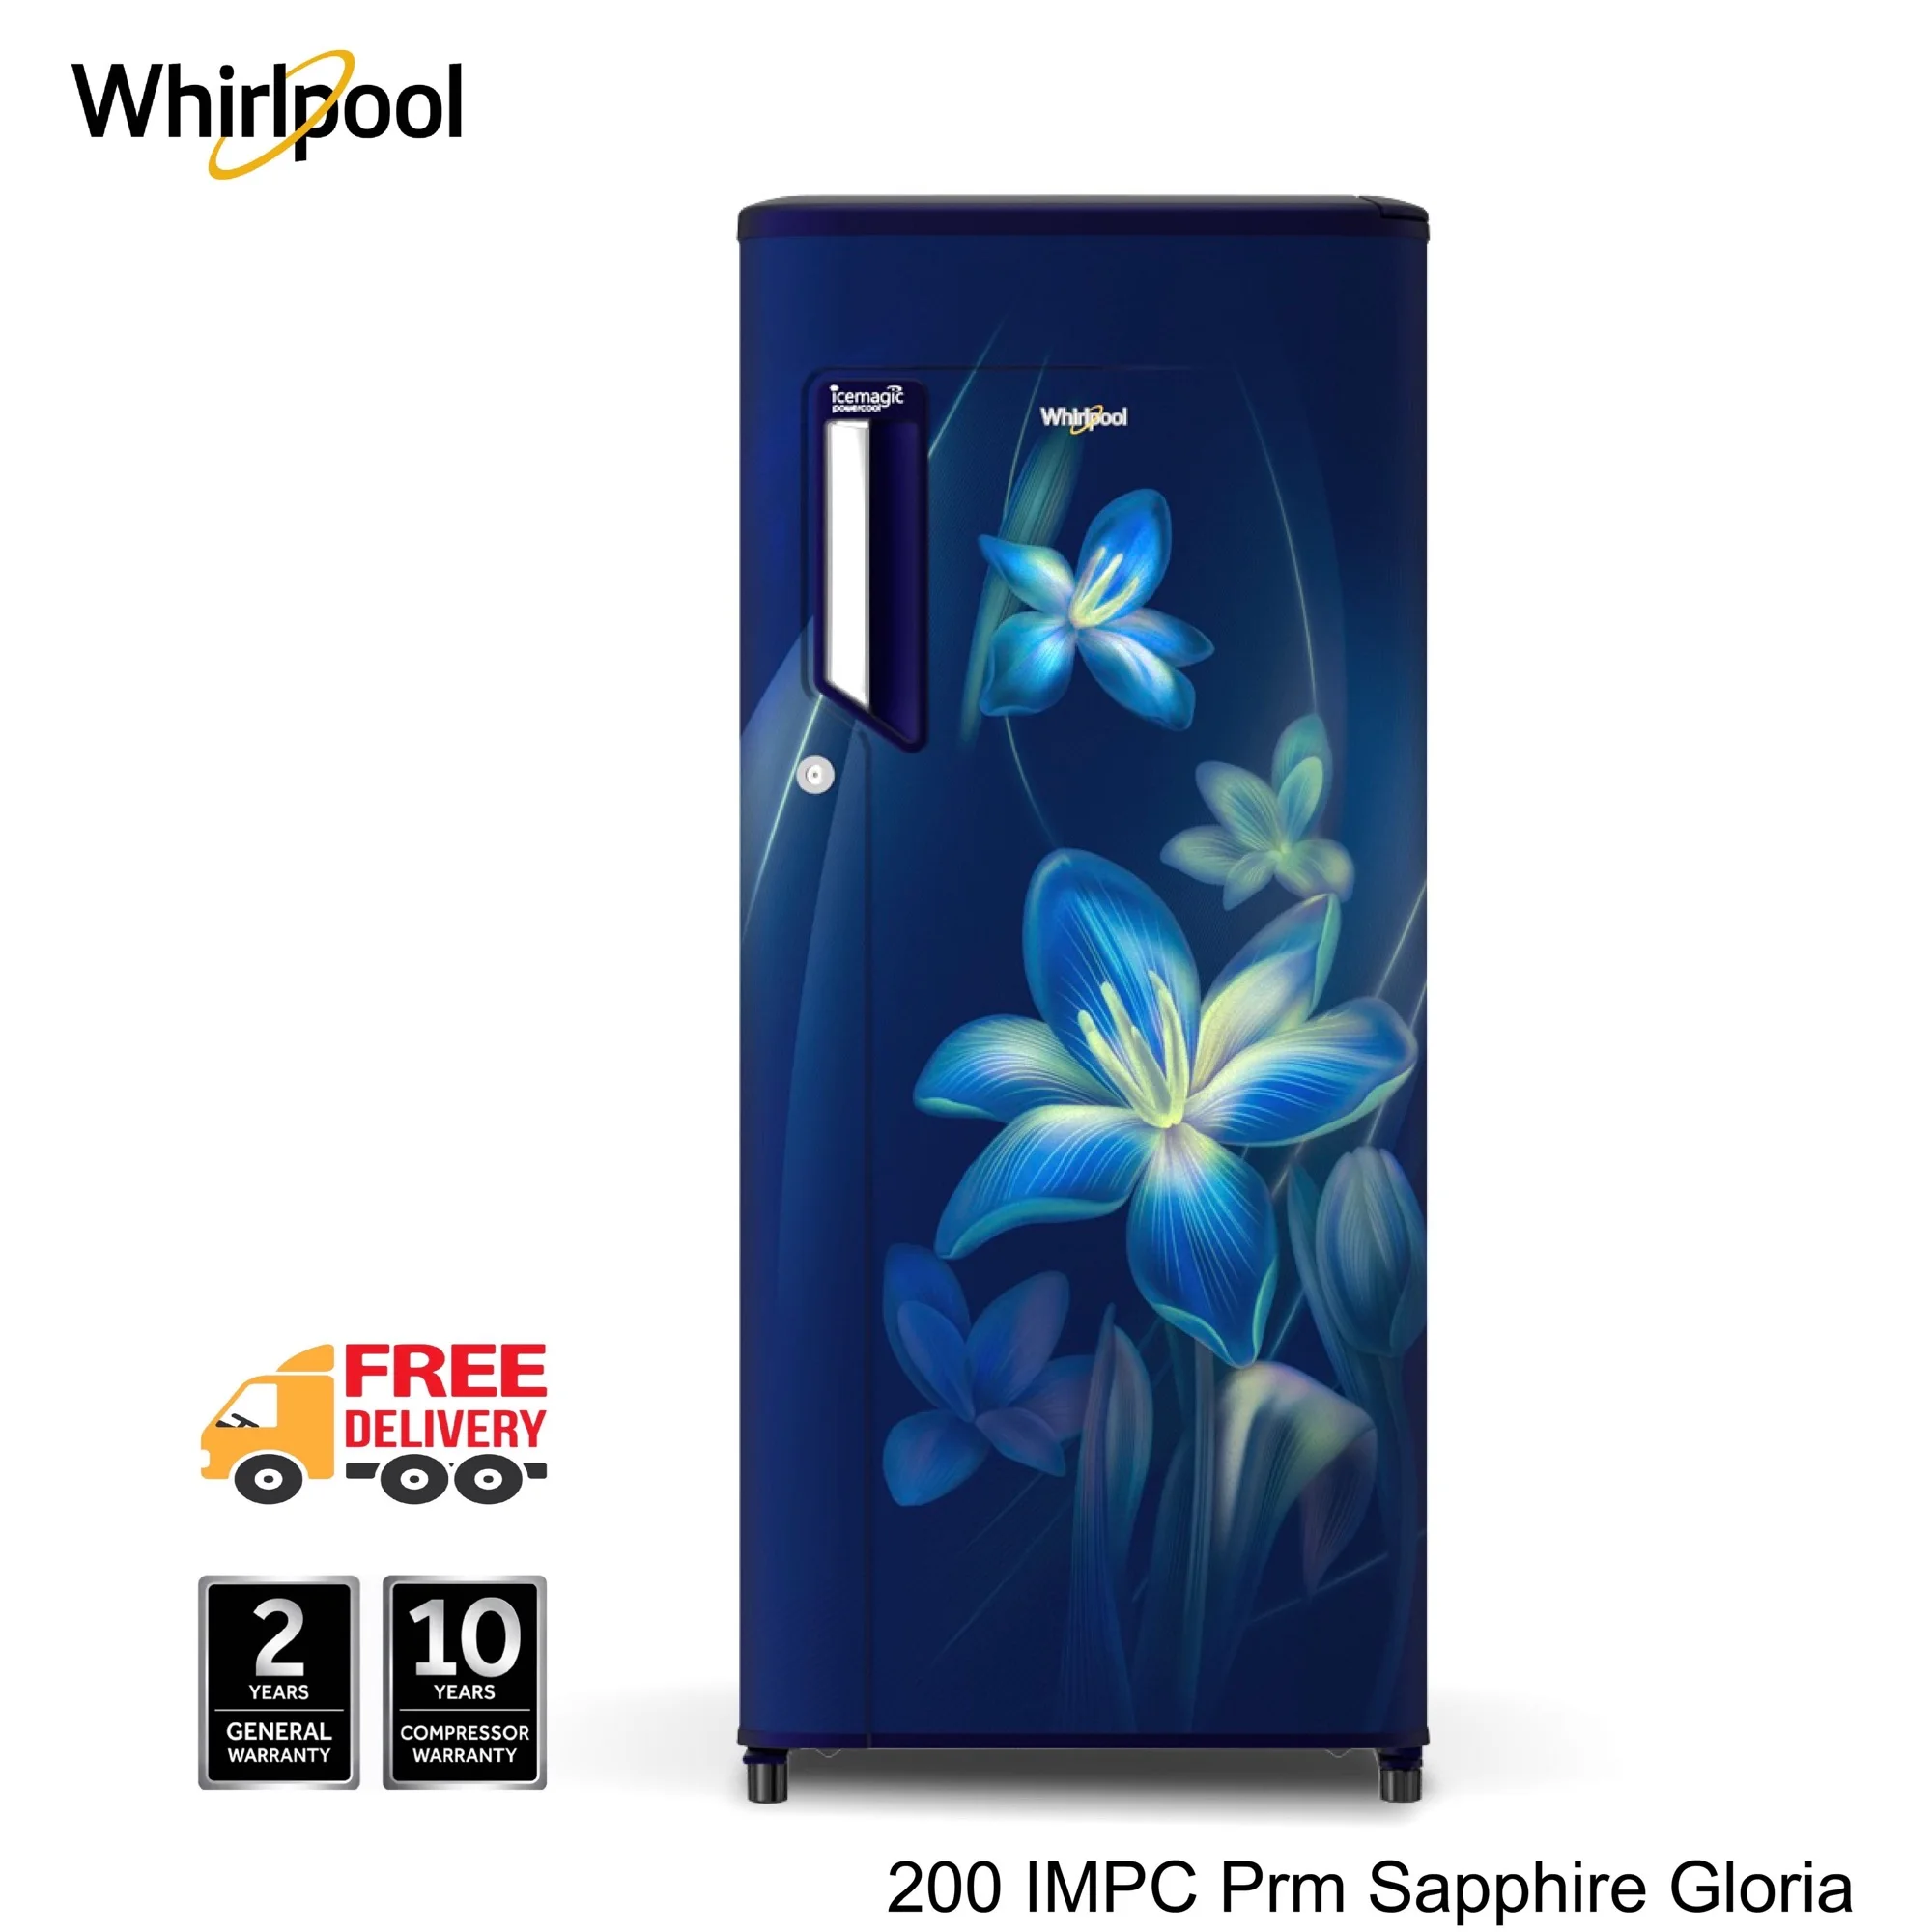 Whirlpool
icemagic
powercool
Whirlpool
FREE
DELIVERY
2
YEARS
GENERAL
WARRANTY
10
YEARS
COMPRESSOR
WARRANTY
200 IMPC Prm Sapphire Gloria